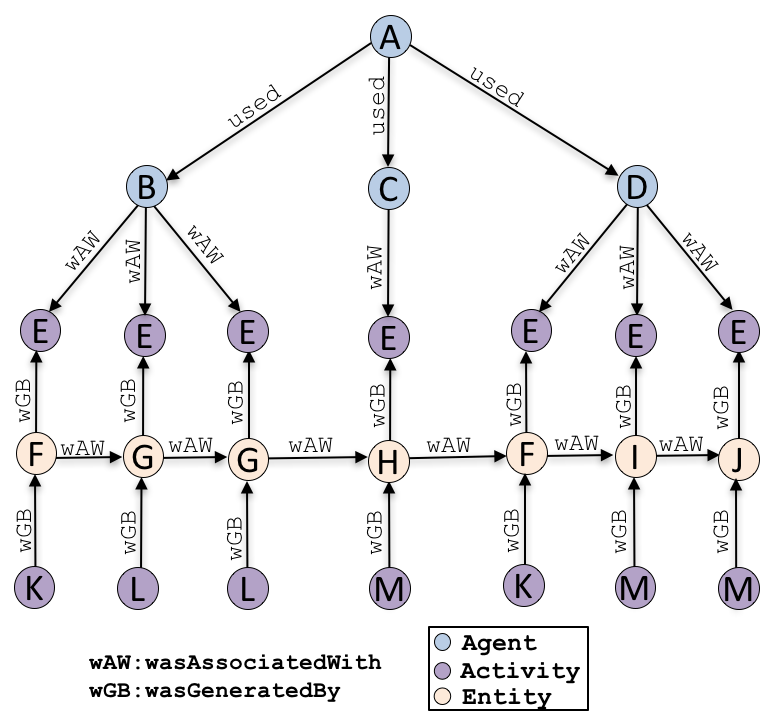 A
used used used
B C D
wAW wAW wAW wAW wAW wAW wAW
E E E E E E E
wGB wGB wGB wGB wGB wGB wGB
F wAW G wAW G wAW H wAW F wAW I wAW J
wGB wGB wGB wGB wGB wGB wGB
K L L M K M M
wAW:wasAssociatedWith
wGB:wasGeneratedBy
Agent
Activity
Entity